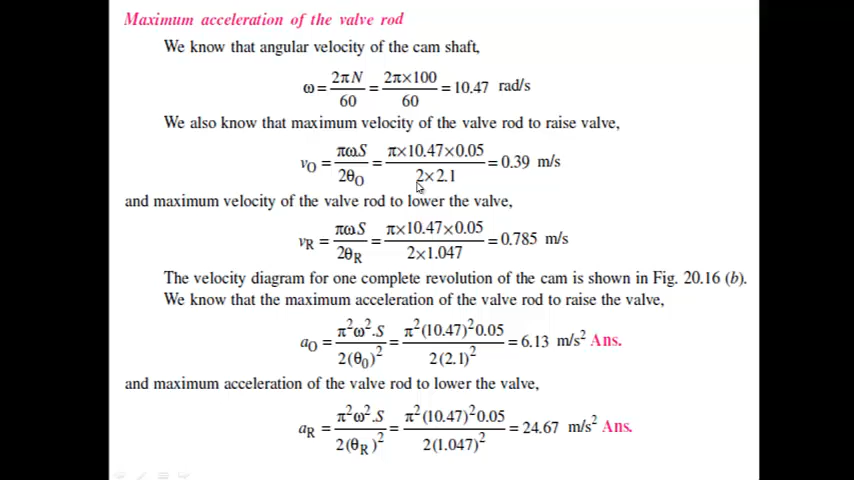 Maximum acceleration of the valve rod
We know that angular velocity of the cam shaft,
ω = 2πN/60 = 2π×100/60 = 10.47 rad/s
We also know that maximum velocity of the valve rod to raise valve,
vO = πωS/2θO = π×10.47×0.05/2×2.1 = 0.39 m/s
and maximum velocity of the valve rod to lower the valve,
vR = πωS/2θR = π×10.47×0.05/2×1.047 = 0.785 m/s
The velocity diagram for one complete revolution of the cam is shown in Fig. 20.16 (b).
We know that the maximum acceleration of the valve rod to raise the valve,
aO = π²ω².S/2(θ0)² = π²(10.47)²0.05/2(2.1)² = 6.13 m/s² Ans.
and maximum acceleration of the valve rod to lower the valve,
aR = π²ω².S/2(θR)² = π²(10.47)²0.05/2(1.047)² = 24.67 m/s² Ans.